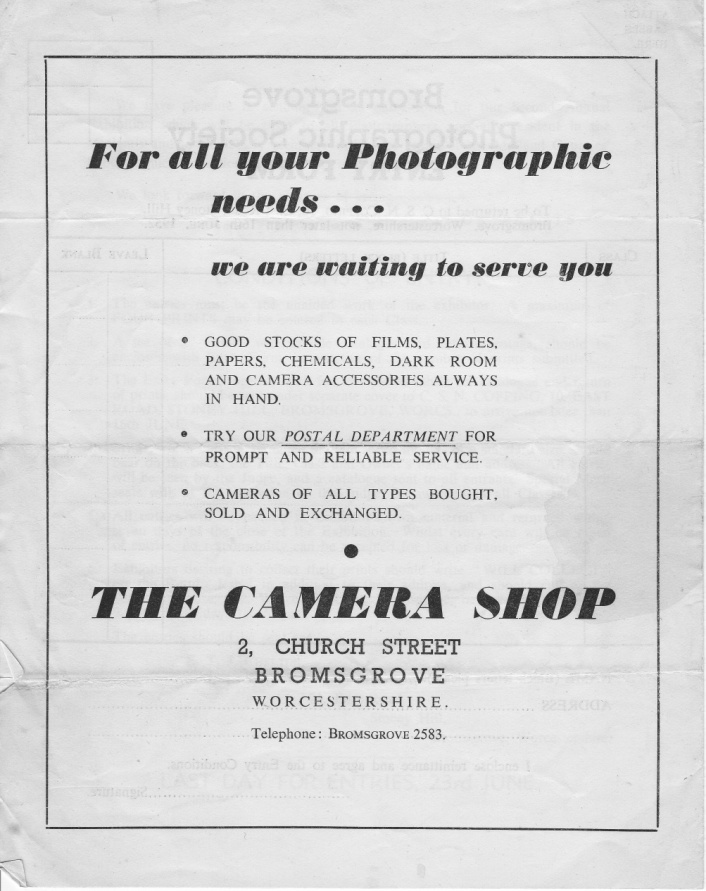 For all your Photographic
needs . . .
we are waiting to serve you
• GOOD STOCKS OF FILMS, PLATES,
PAPERS, CHEMICALS, DARK ROOM
AND CAMERA ACCESSORIES ALWAYS
IN HAND.
• TRY OUR POSTAL DEPARTMENT FOR
PROMPT AND RELIABLE SERVICE.
• CAMERAS OF ALL TYPES BOUGHT,
SOLD AND EXCHANGED.
THE CAMERA SHOP
2, CHURCH STREET
BROMSGROVE
WORCESTERSHIRE.
Telephone: BROMSGROVE 2583.